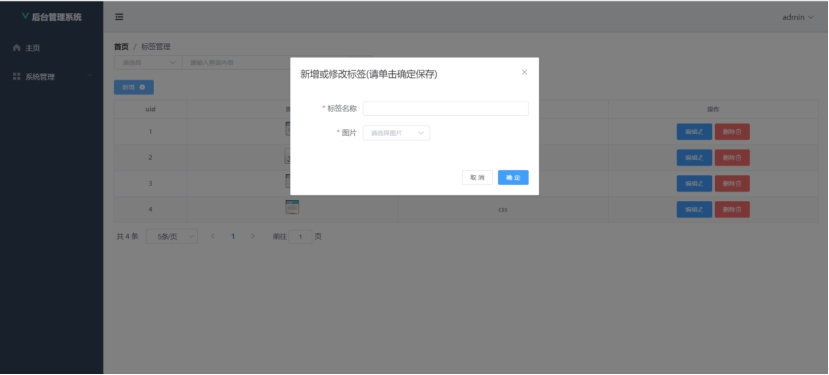 后台管理系统
admin
主页
系统管理
首页 / 标签管理
请选择
请输入搜索内容
新增
uid
操作
1
编辑
删除
2
编辑
删除
3
编辑
删除
4
css
编辑
删除
共 4 条
5条/页
1
前往 1 页
新增或修改标签(请单击确定保存)
* 标签名称
* 图片
请选择图片
取 消
确 定